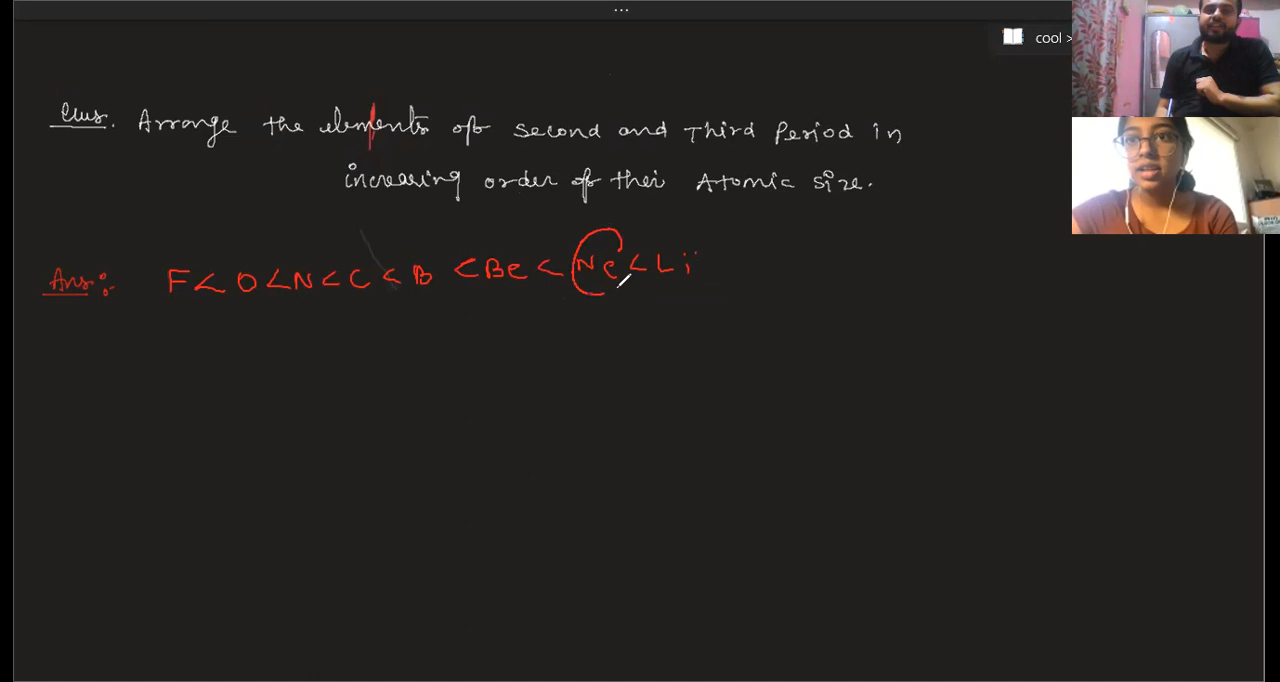 cool >
Ques. Arrange the elements of second and Third Period in
increasing order of their Atomic size.
Ans:- F < O < N < C < B < Be < Ne < Li